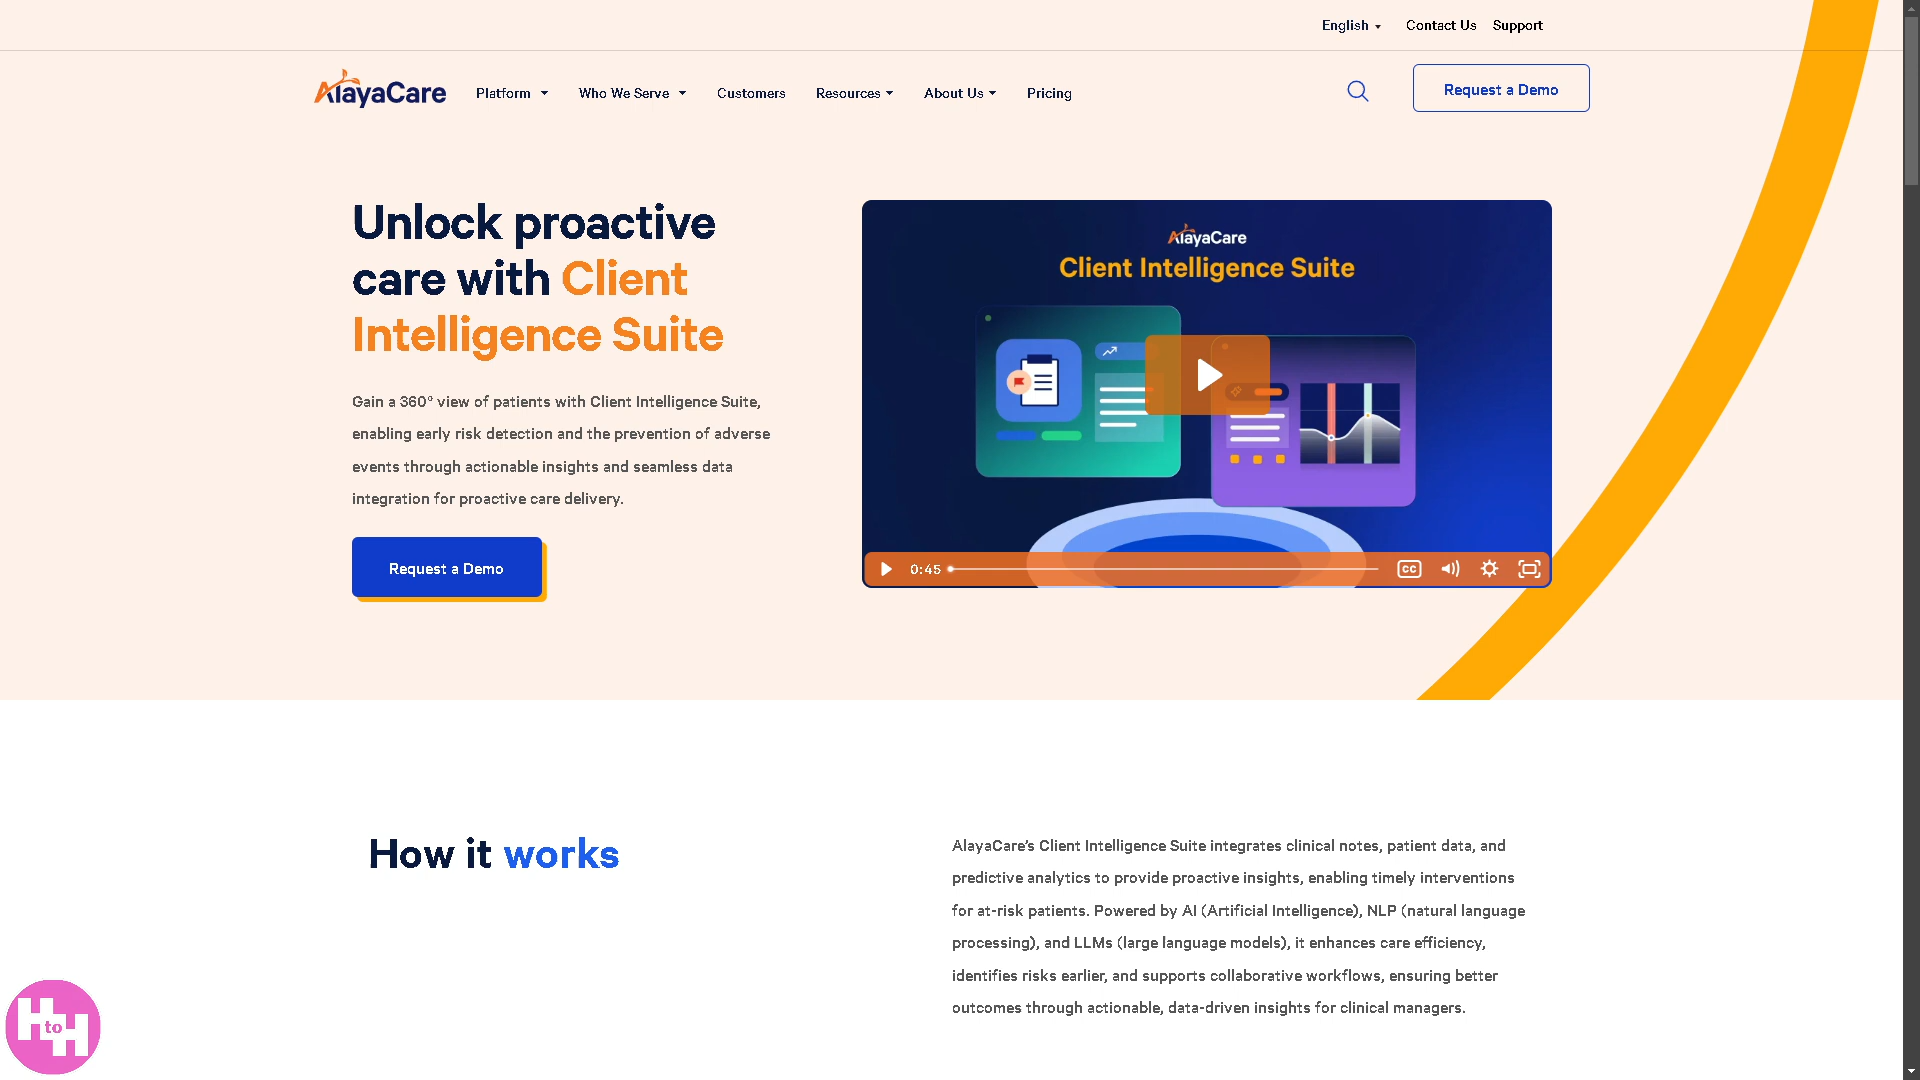 English
Contact Us
Support
AlayaCare
Platform
Who We Serve
Customers
Resources
About Us
Pricing
Request a Demo
Unlock proactive
care with Client
Intelligence Suite
Gain a 360° view of patients with Client Intelligence Suite,
enabling early risk detection and the prevention of adverse
events through actionable insights and seamless data
integration for proactive care delivery.
Request a Demo
AlayaCare
Client Intelligence Suite
0:45
CC
How it works
AlayaCare’s Client Intelligence Suite integrates clinical notes, patient data, and
predictive analytics to provide proactive insights, enabling timely interventions
for at-risk patients. Powered by AI (Artificial Intelligence), NLP (natural language
processing), and LLMs (large language models), it enhances care efficiency,
identifies risks earlier, and supports collaborative workflows, ensuring better
outcomes through actionable, data-driven insights for clinical managers.
H to H